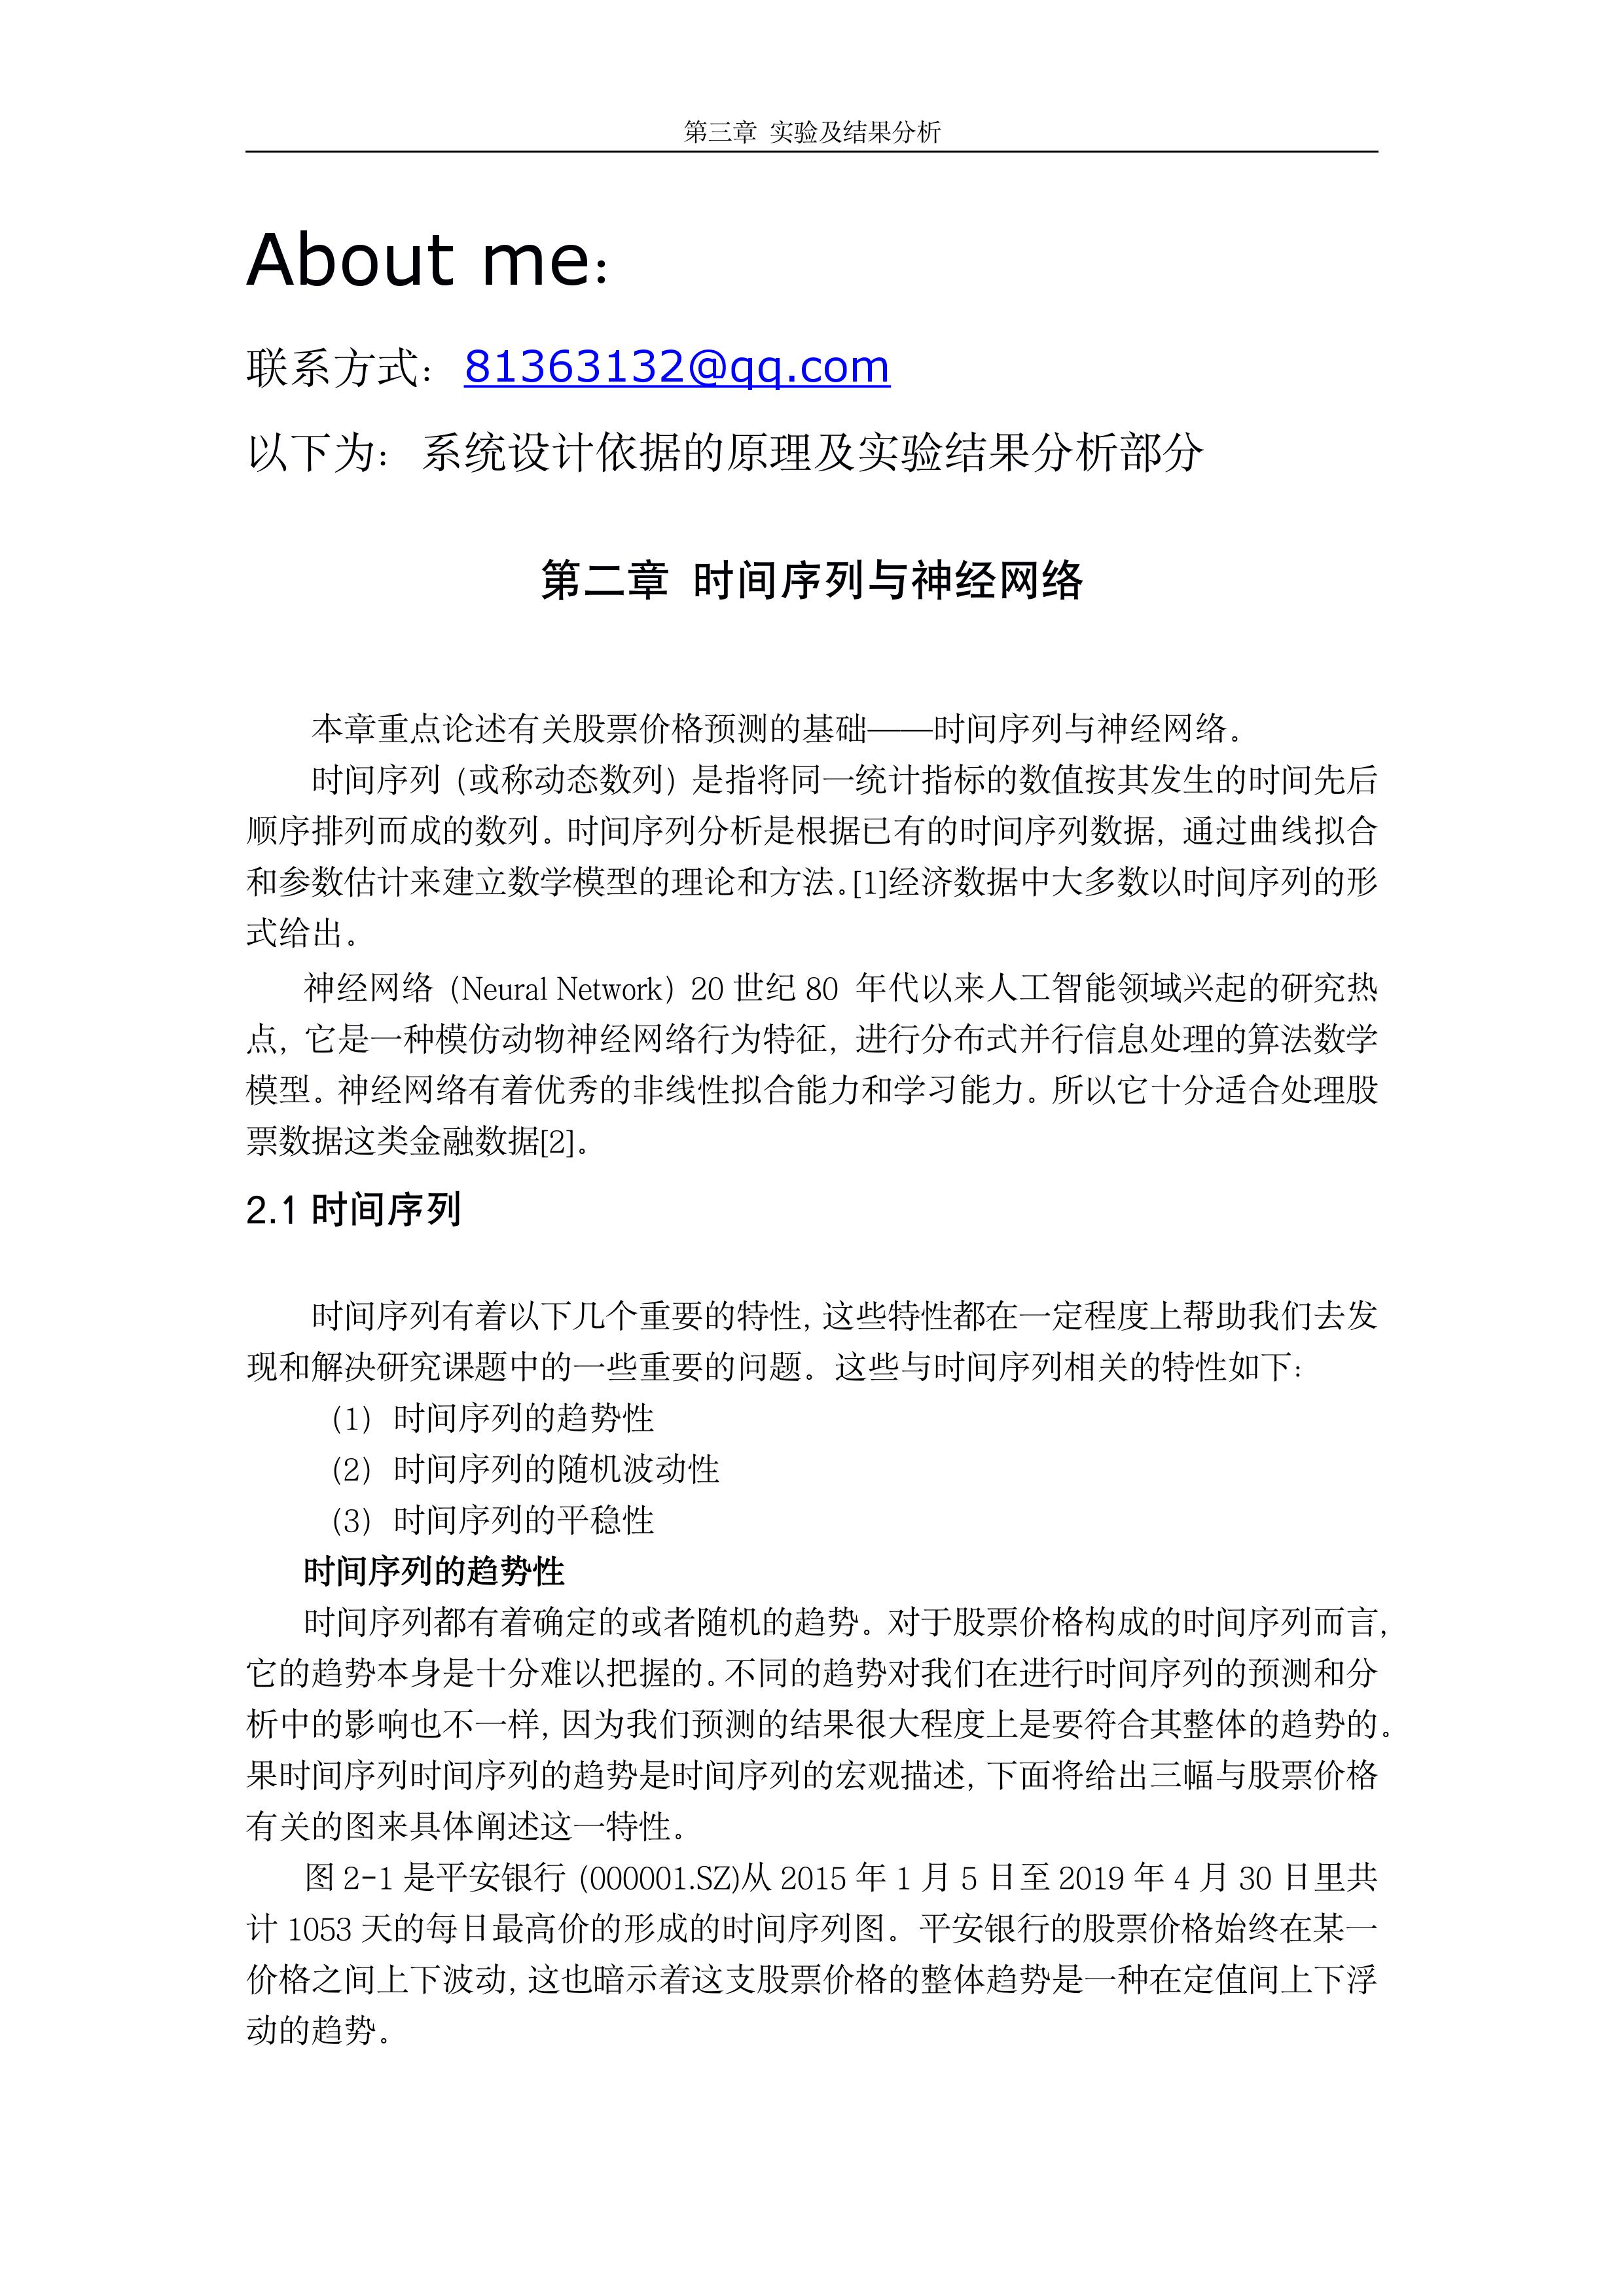 第三章 实验及结果分析
About me：
联系方式：81363132@qq.com
以下为：系统设计依据的原理及实验结果分析部分
第二章 时间序列与神经网络
本章重点论述有关股票价格预测的基础——时间序列与神经网络。
时间序列（或称动态数列）是指将同一统计指标的数值按其发生的时间先后
顺序排列而成的数列。时间序列分析是根据已有的时间序列数据，通过曲线拟合
和参数估计来建立数学模型的理论和方法。[1]经济数据中大多数以时间序列的形
式给出。
神经网络（Neural Network）20 世纪 80 年代以来人工智能领域兴起的研究热
点，它是一种模仿动物神经网络行为特征，进行分布式并行信息处理的算法数学
模型。神经网络有着优秀的非线性拟合能力和学习能力。所以它十分适合处理股
票数据这类金融数据[2]。
2.1 时间序列
时间序列有着以下几个重要的特性，这些特性都在一定程度上帮助我们去发
现和解决研究课题中的一些重要的问题。这些与时间序列相关的特性如下：
（1）时间序列的趋势性
（2）时间序列的随机波动性
（3）时间序列的平稳性
时间序列的趋势性
时间序列都有着确定的或者随机的趋势。对于股票价格构成的时间序列而言，
它的趋势本身是十分难以把握的。不同的趋势对我们在进行时间序列的预测和分
析中的影响也不一样，因为我们预测的结果很大程度上是要符合其整体的趋势的。
果时间序列时间序列的趋势是时间序列的宏观描述，下面将给出三幅与股票价格
有关的图来具体阐述这一特性。
图 2-1 是平安银行（000001.SZ)从 2015 年 1 月 5 日至 2019 年 4 月 30 日里共
计 1053 天的每日最高价的形成的时间序列图。平安银行的股票价格始终在某一
价格之间上下波动，这也暗示着这支股票价格的整体趋势是一种在定值间上下浮
动的趋势。